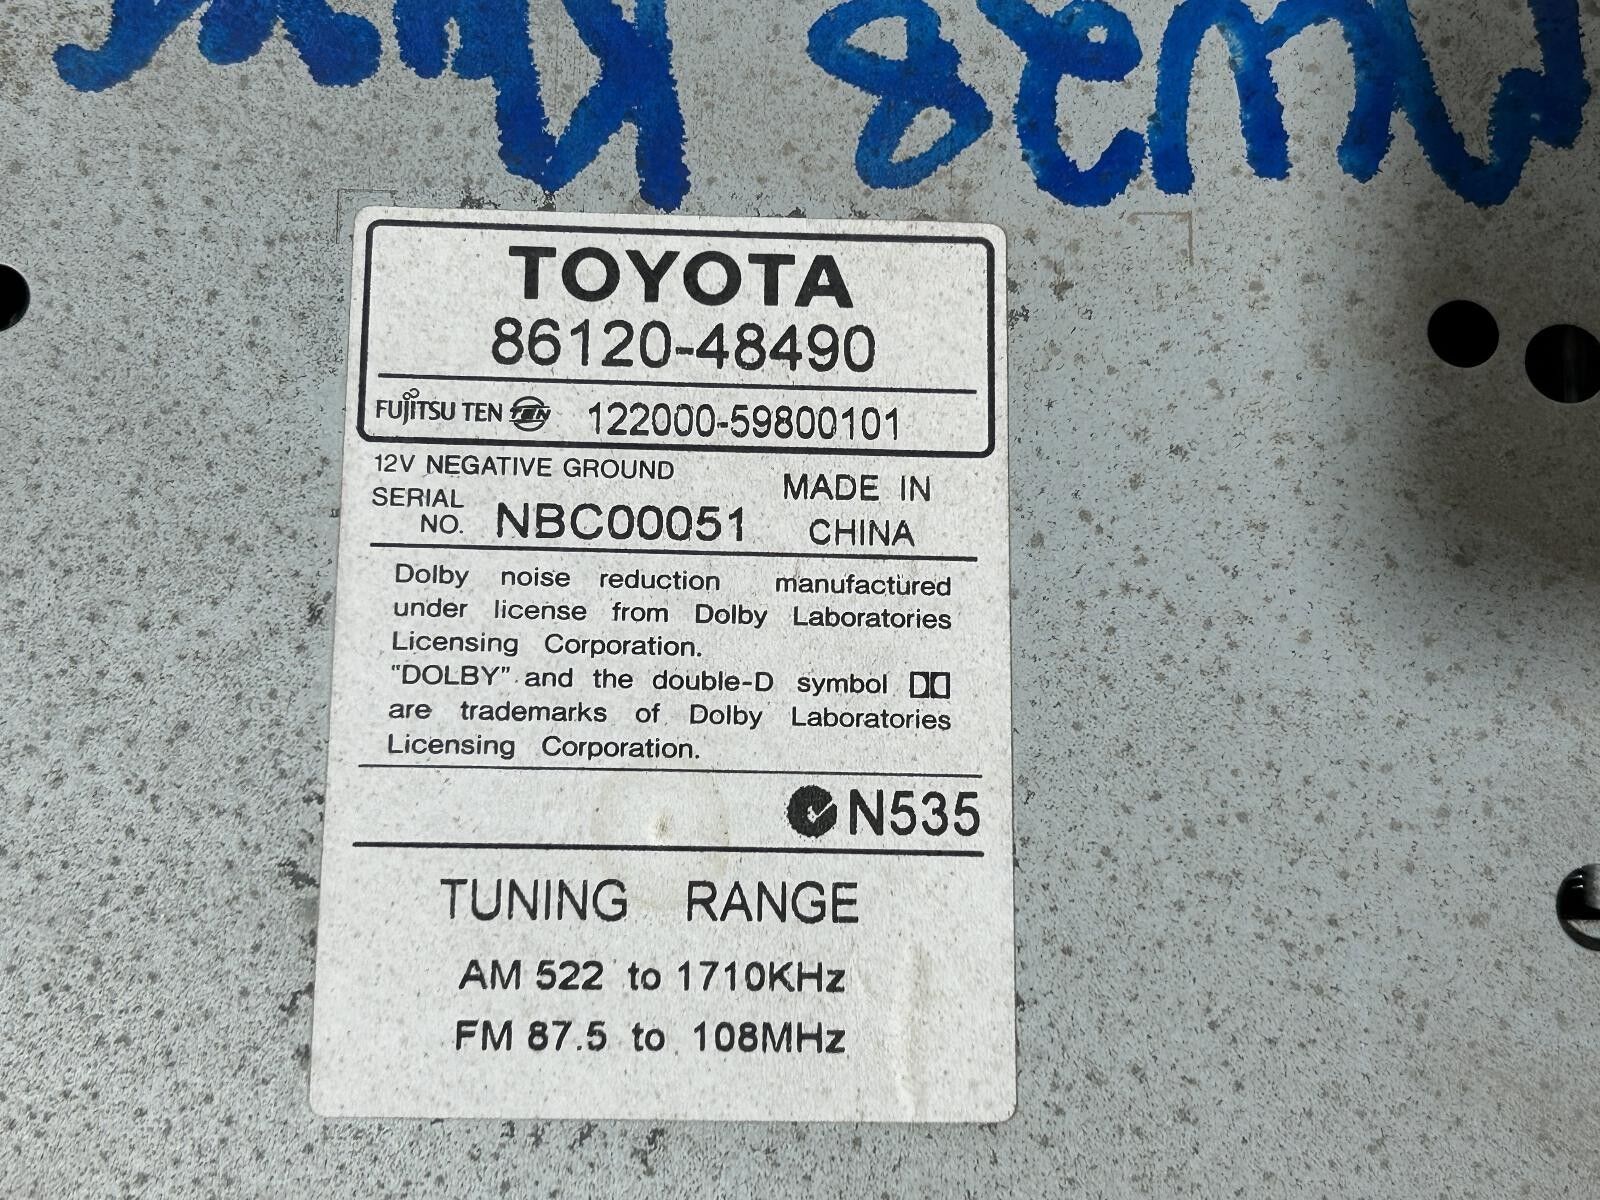 TOYOTA
86120-48490
FUJITSU TEN TEN 122000-59800101
12V NEGATIVE GROUND
SERIAL NO. NBC00051
MADE IN CHINA
Dolby noise reduction manufactured
under license from Dolby Laboratories
Licensing Corporation.
"DOLBY" and the double-D symbol
are trademarks of Dolby Laboratories
Licensing Corporation.
N535
TUNING RANGE
AM 522 to 1710KHz
FM 87.5 to 108MHz